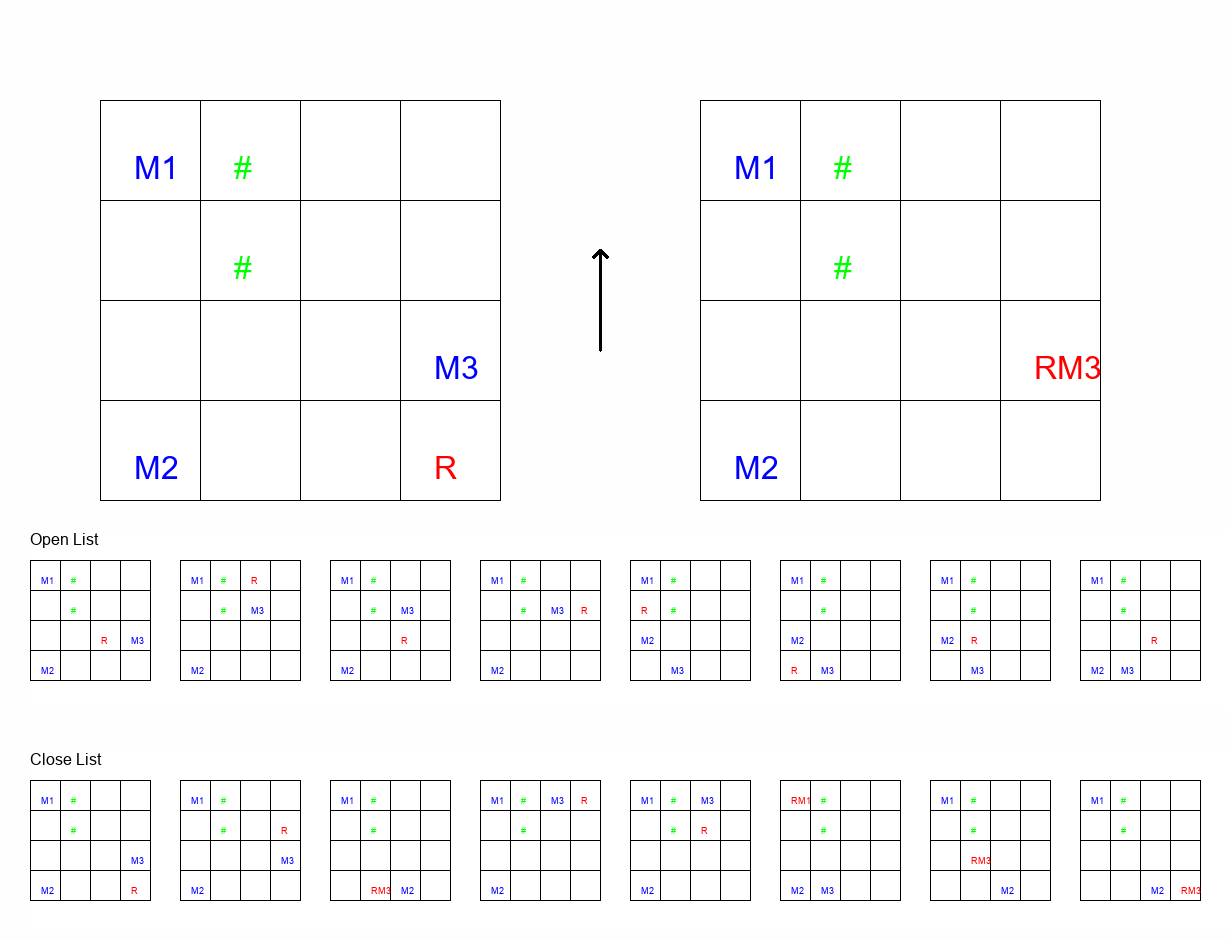 M1 # M1 #
# #
M3 RM3
M2 R M2
Open List
M1 # M1 # R M1 # M1 # M1 # M1 # M1 # M1 #
# # M3 # M3 # M3 R R # # # #
R M3 R M2 M2 M2 R R
M2 M2 M2 M2 M3 R M3 M3 M2 M3
Close List
M1 # M1 # M1 # M1 # M3 R M1 # M3 RM1 # M1 # M1 #
# # R # # # R # # #
M3 M3 RM3
M2 R M2 RM3 M2 M2 M2 M2 M3 M2 M2 RM3